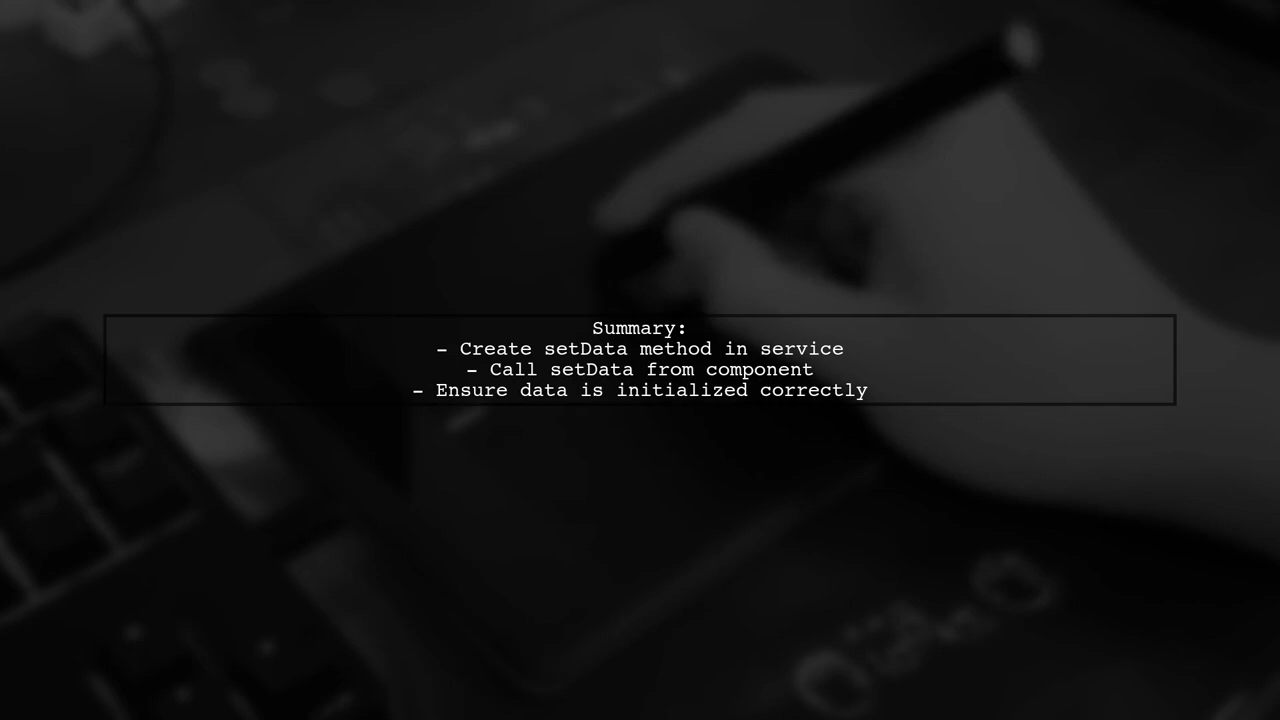 Summary:
- Create setData method in service
- Call setData from component
- Ensure data is initialized correctly